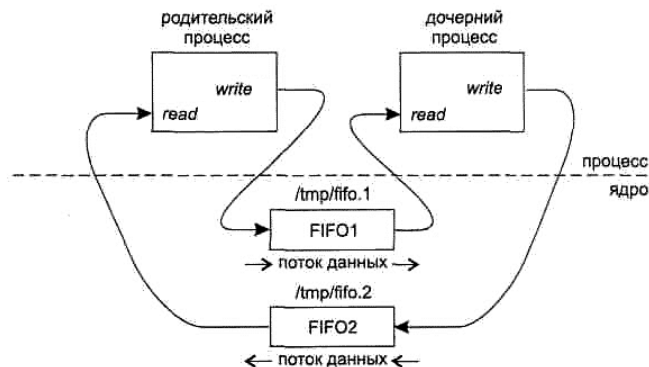 родительский
процесс
дочерний
процесс
write
read
write
read
процесс
ядро
/tmp/fifo.1
FIFO1
поток данных
/tmp/fifo.2
FIFO2
поток данных